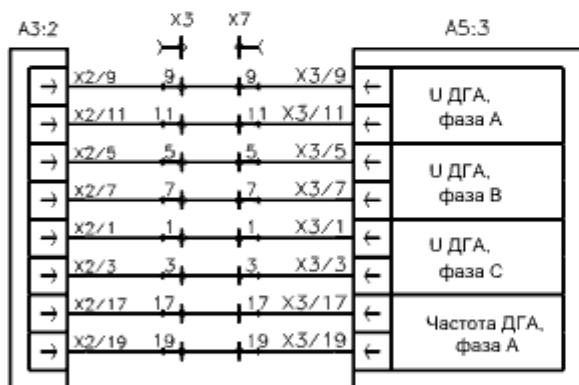 X3 X7
A3:2 A5:3
X2/9 9 9 X3/9
U ДГА,
X2/11 11 11 X3/11
фаза A
X2/5 5 5 X3/5
U ДГА,
X2/7 7 7 X3/7
фаза B
X2/1 1 1 X3/1
U ДГА,
X2/3 3 3 X3/3
фаза C
X2/17 17 17 X3/17
Частота ДГА,
X2/19 19 19 X3/19
фаза A